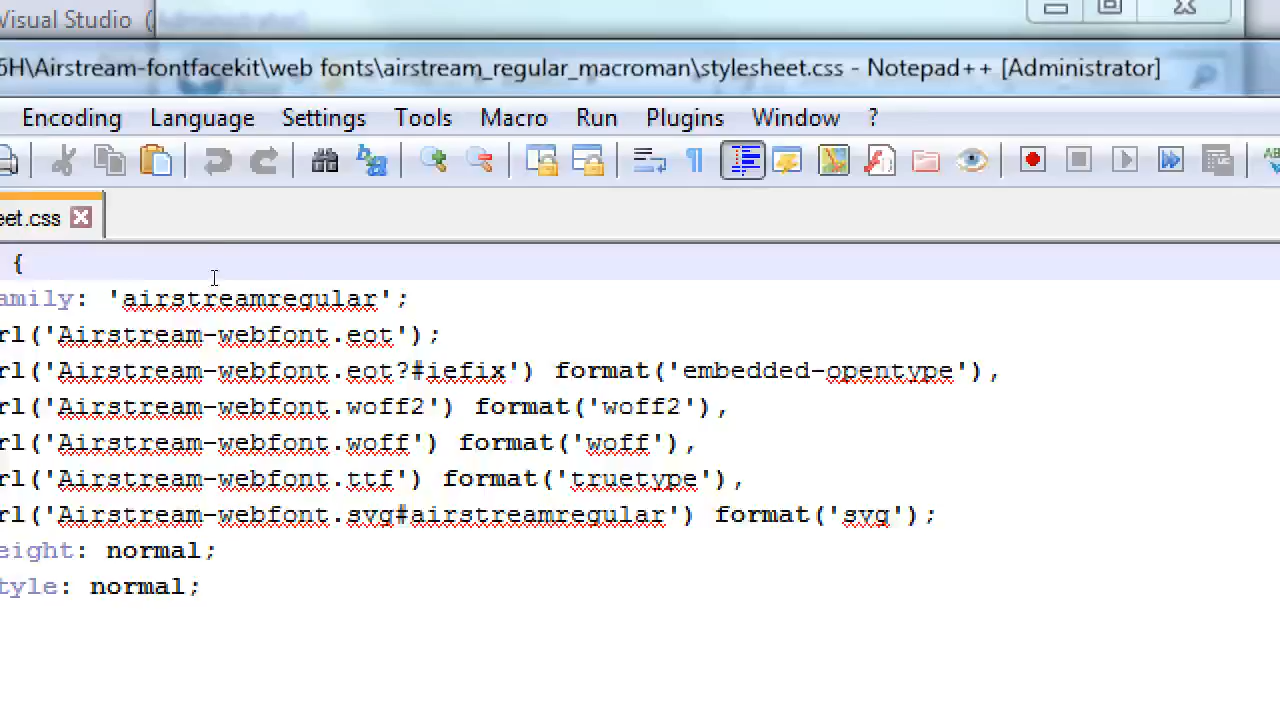 Visual Studio (Administrator)
5H\Airstream-fontfacekit\web fonts\airstream_regular_macroman\stylesheet.css - Notepad++ [Administrator]
Encoding Language Settings Tools Macro Run Plugins Window ?
eet.css
{
amily: 'airstreamregular';
rl('Airstream-webfont.eot');
rl('Airstream-webfont.eot?#iefix') format('embedded-opentype'),
rl('Airstream-webfont.woff2') format('woff2'),
rl('Airstream-webfont.woff') format('woff'),
rl('Airstream-webfont.ttf') format('truetype'),
rl('Airstream-webfont.svg#airstreamregular') format('svg');
eight: normal;
tyle: normal;